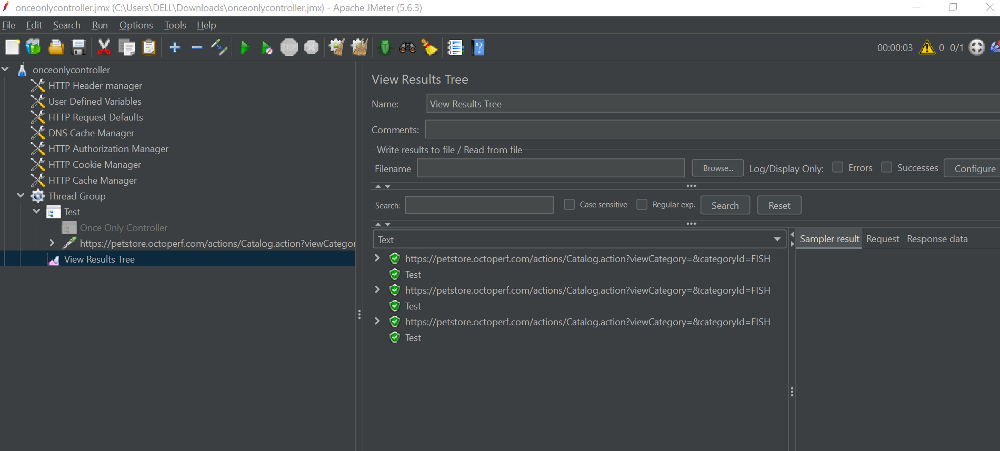 onceonlycontroller.jmx (C:\Users\DELL\Downloads\onceonlycontroller.jmx) - Apache JMeter (5.6.3)
File Edit Search Run Options Tools Help
STOP ? 00:00:03 0 0/1
onceonlycontroller
HTTP Header manager
User Defined Variables
HTTP Request Defaults
DNS Cache Manager
HTTP Authorization Manager
HTTP Cookie Manager
HTTP Cache Manager
Thread Group
Test
Once Only Controller
https://petstore.octoperf.com/actions/Catalog.action?viewCategor
View Results Tree
View Results Tree
Name: View Results Tree
Comments:
Write results to file / Read from file
Filename Browse... Log/Display Only: Errors Successes Configure
Search: Case sensitive Regular exp. Search Reset
Text
Sampler result Request Response data
https://petstore.octoperf.com/actions/Catalog.action?viewCategory=&categoryId=FISH
Test
https://petstore.octoperf.com/actions/Catalog.action?viewCategory=&categoryId=FISH
Test
https://petstore.octoperf.com/actions/Catalog.action?viewCategory=&categoryId=FISH
Test